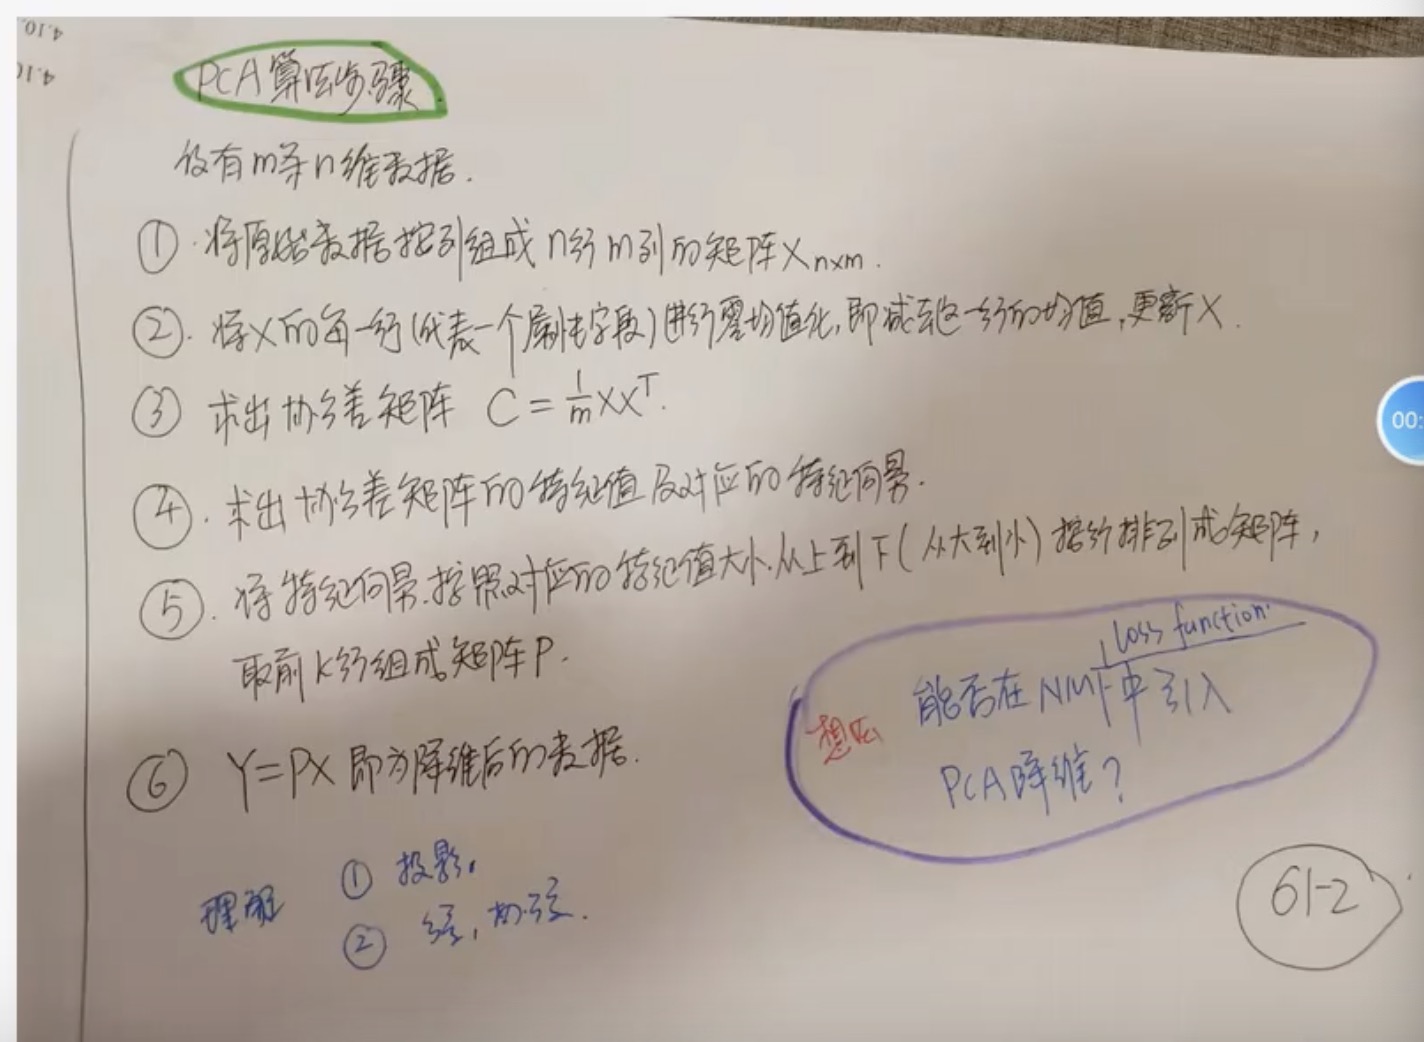 4.10
4.10
PCA算法步骤
设有m条n维数据.
① 将原始数据按列组成n行m列的矩阵Xn×m.
②. 将X的每一行(代表一个属性字段)进行零均值化,即减去这一行的均值,更新X.
③ 求出协方差矩阵 C=1/m XXᵀ.
④. 求出协方差矩阵的特征值及对应的特征向量.
⑤. 将特征向量按照对应的特征值大小.从上到下(从大到小)按行排列成矩阵,
取前k行组成矩阵P.
⑥ Y=PX即为降维后的数据.
loss function.
想法 能否在NMF中引入
PCA降维?
理解 ① 投影.
② 方差,协方差.
61-2
00: